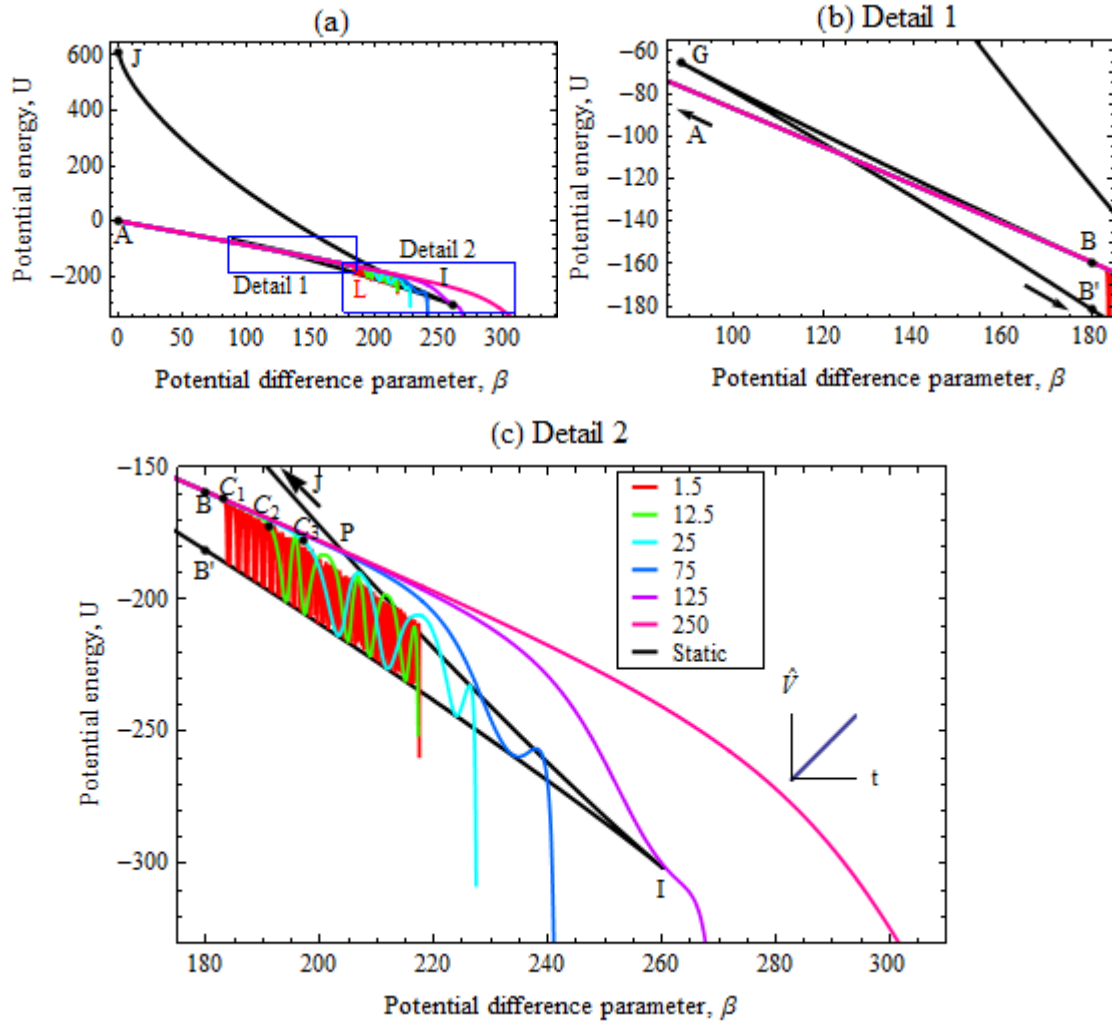 (a)
Potential energy, U
600
400
200
0
−200
J
A
Detail 1
Detail 2
L
I
0 50 100 150 200 250 300
Potential difference parameter, β
(b) Detail 1
Potential energy, U
−60
−80
−100
−120
−140
−160
−180
G
A
B
B'
100 120 140 160 180
Potential difference parameter, β
(c) Detail 2
Potential energy, U
−150
−200
−250
−300
B C₁ C₂ C₃ P J
B'
I
1.5
12.5
25
75
125
250
Static
V̂
t
180 200 220 240 260 280 300
Potential difference parameter, β